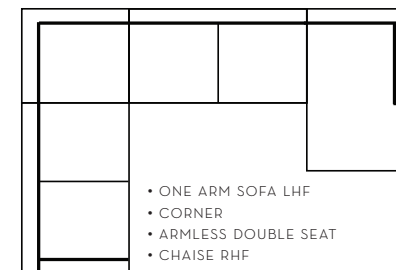 • ONE ARM SOFA LHF
• CORNER
• ARMLESS DOUBLE SEAT
• CHAISE RHF